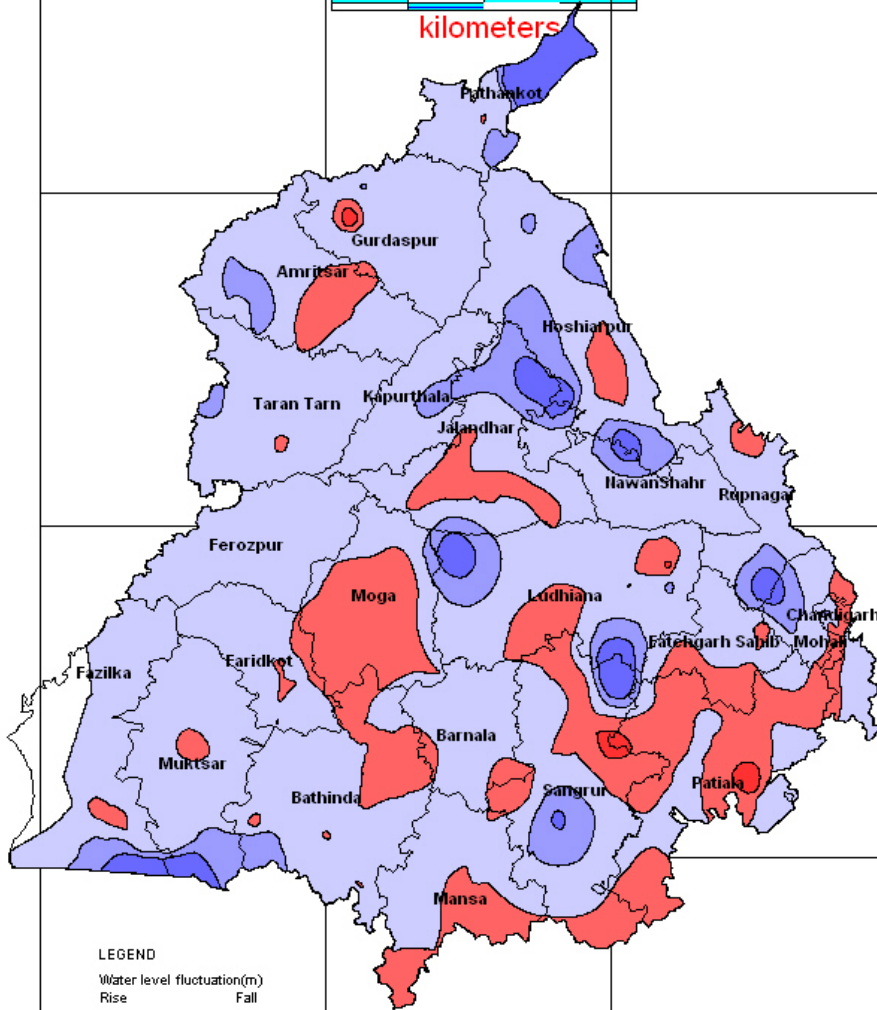 kilometers
Pathankot
Gurdaspur
Amritsar
Hoshiarpur
Kapurthala
Taran Tarn
Jalandhar
NawanShahr
Rupnagar
Ferozpur
Moga
Ludhiana
Chandigarh
Fatehgarh Sahib
Mohali
Faridkot
Fazilka
Barnala
Muktsar
Patiala
Sangrur
Bathinda
Mansa
LEGEND
Water level fluctuation(m)
Rise Fall